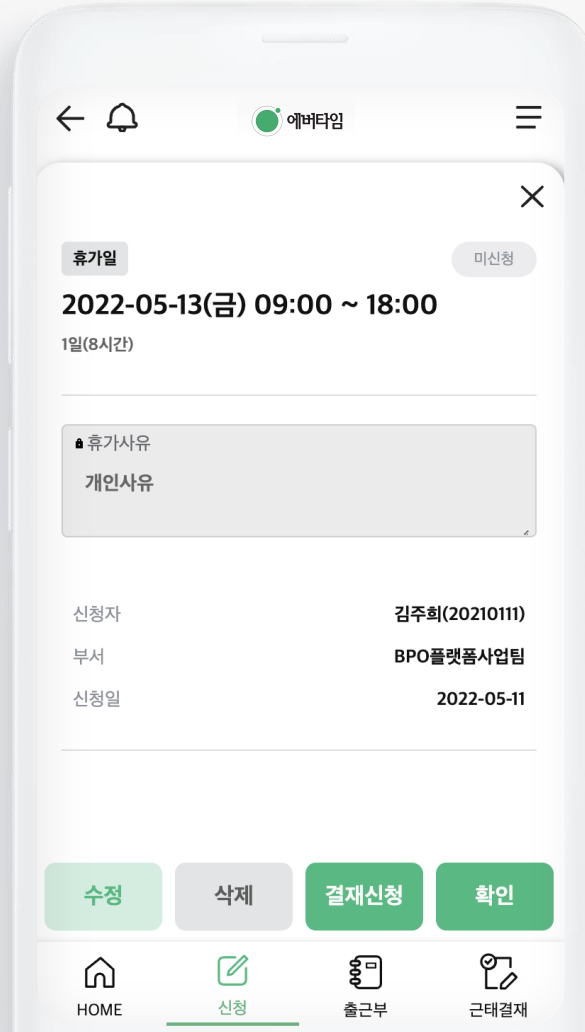 에버타임
휴가일
미신청
2022-05-13(금) 09:00 ~ 18:00
1일(8시간)
휴가사유
개인사유
신청자 김주희(20210111)
부서 BPO플랫폼사업팀
신청일 2022-05-11
수정 삭제 결재신청 확인
HOME 신청 출근부 근태결재